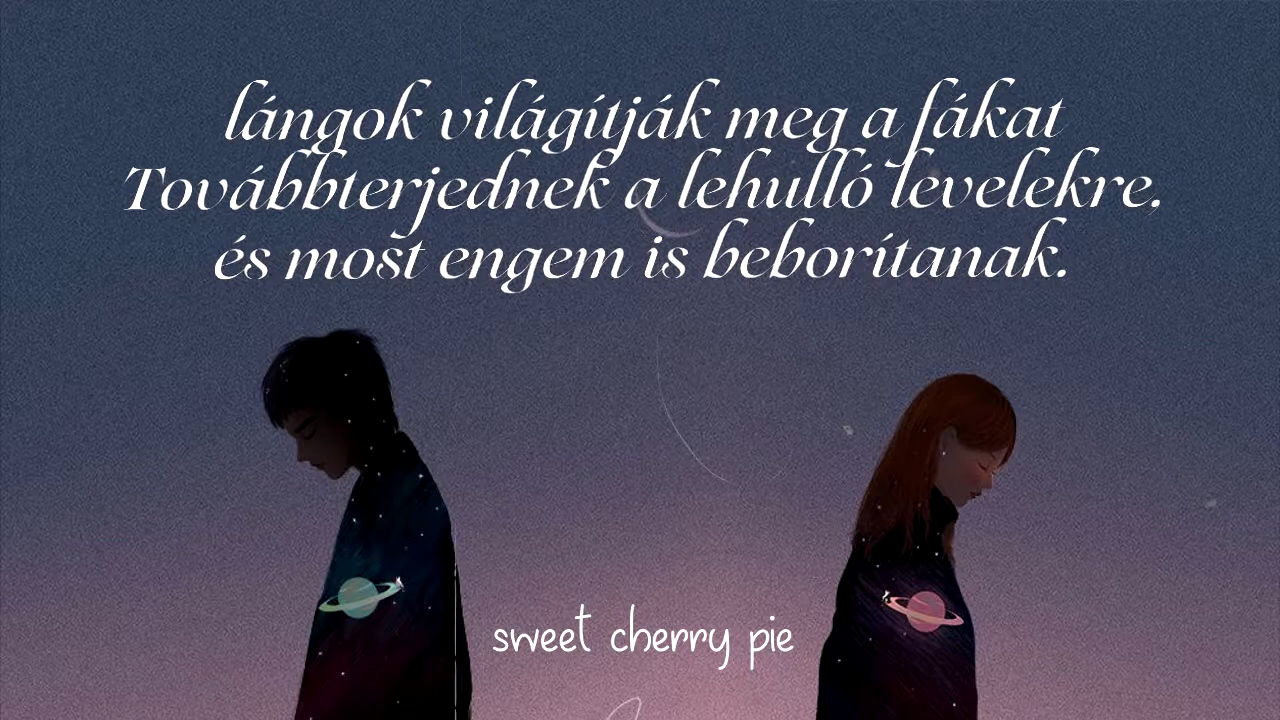 lángok világítják meg a fákat
Továbbterjednek a lehulló levelekre,
és most engem is beborítanak.
sweet cherry pie